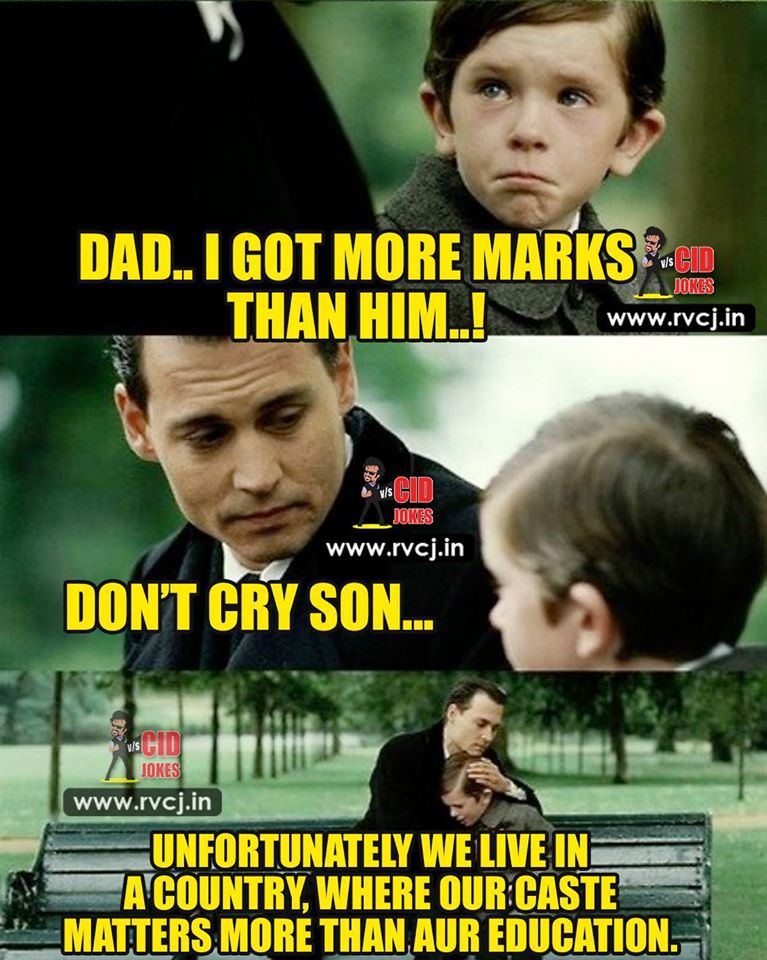 DAD.. I GOT MORE MARKS
THAN HIM..!
V/S CID
JOKES
www.rvcj.in
V/S CID
JOKES
www.rvcj.in
DON'T CRY SON...
V/S CID
JOKES
www.rvcj.in
UNFORTUNATELY WE LIVE IN
A COUNTRY, WHERE OUR CASTE
MATTERS MORE THAN AUR EDUCATION.